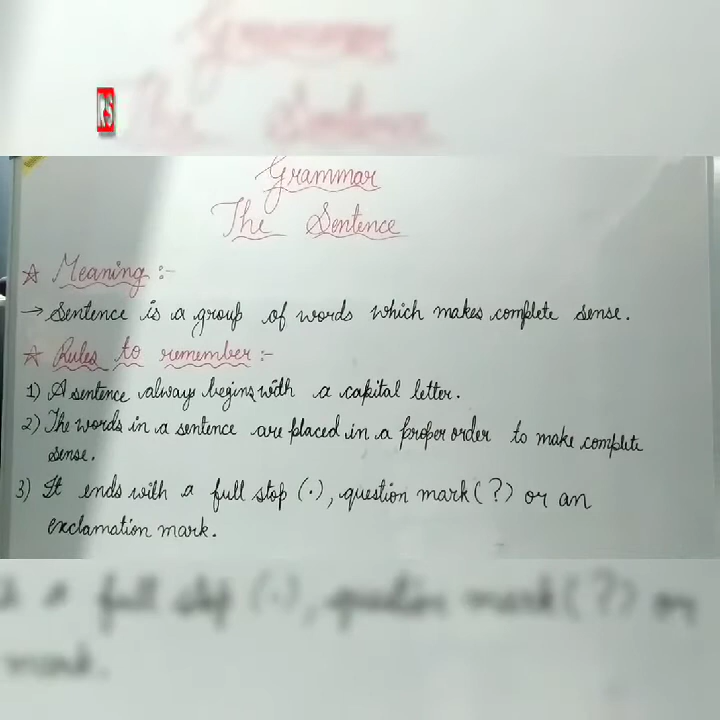 RS
Grammar
The Sentence
☆ Meaning :-
→ Sentence is a group of words which makes complete sense.
☆ Rules to remember :-
1) A sentence always begins with a capital letter.
2) The words in a sentence are placed in a proper order to make complete
sense.
3) It ends with a full stop (.), question mark (?) or an
exclamation mark.